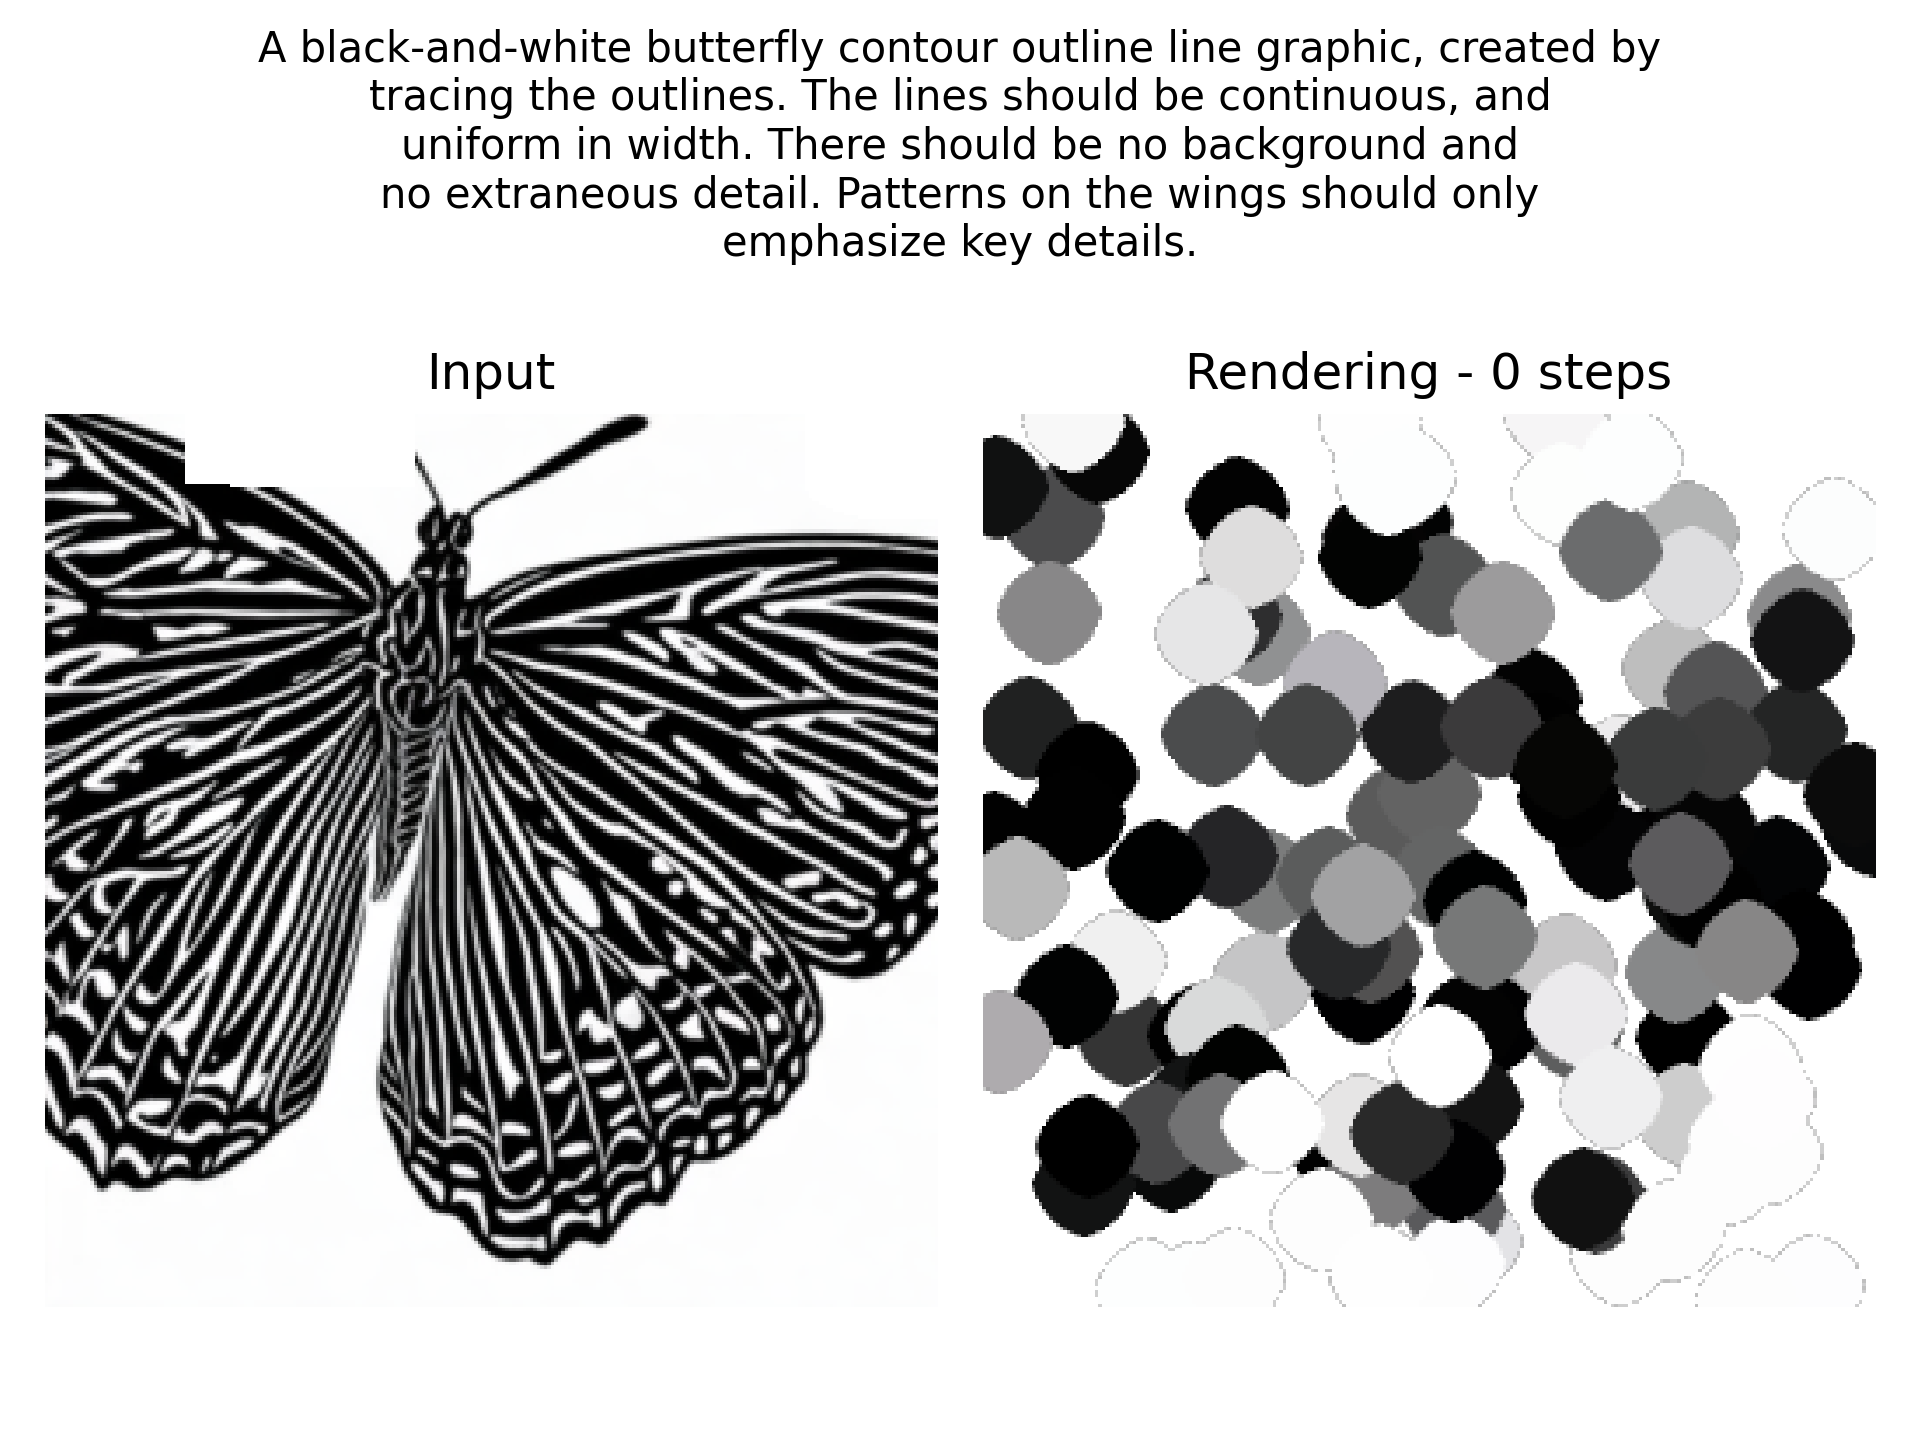 A black-and-white butterfly contour outline line graphic, created by
tracing the outlines. The lines should be continuous, and
uniform in width. There should be no background and
no extraneous detail. Patterns on the wings should only
emphasize key details.
Input
Rendering - 0 steps